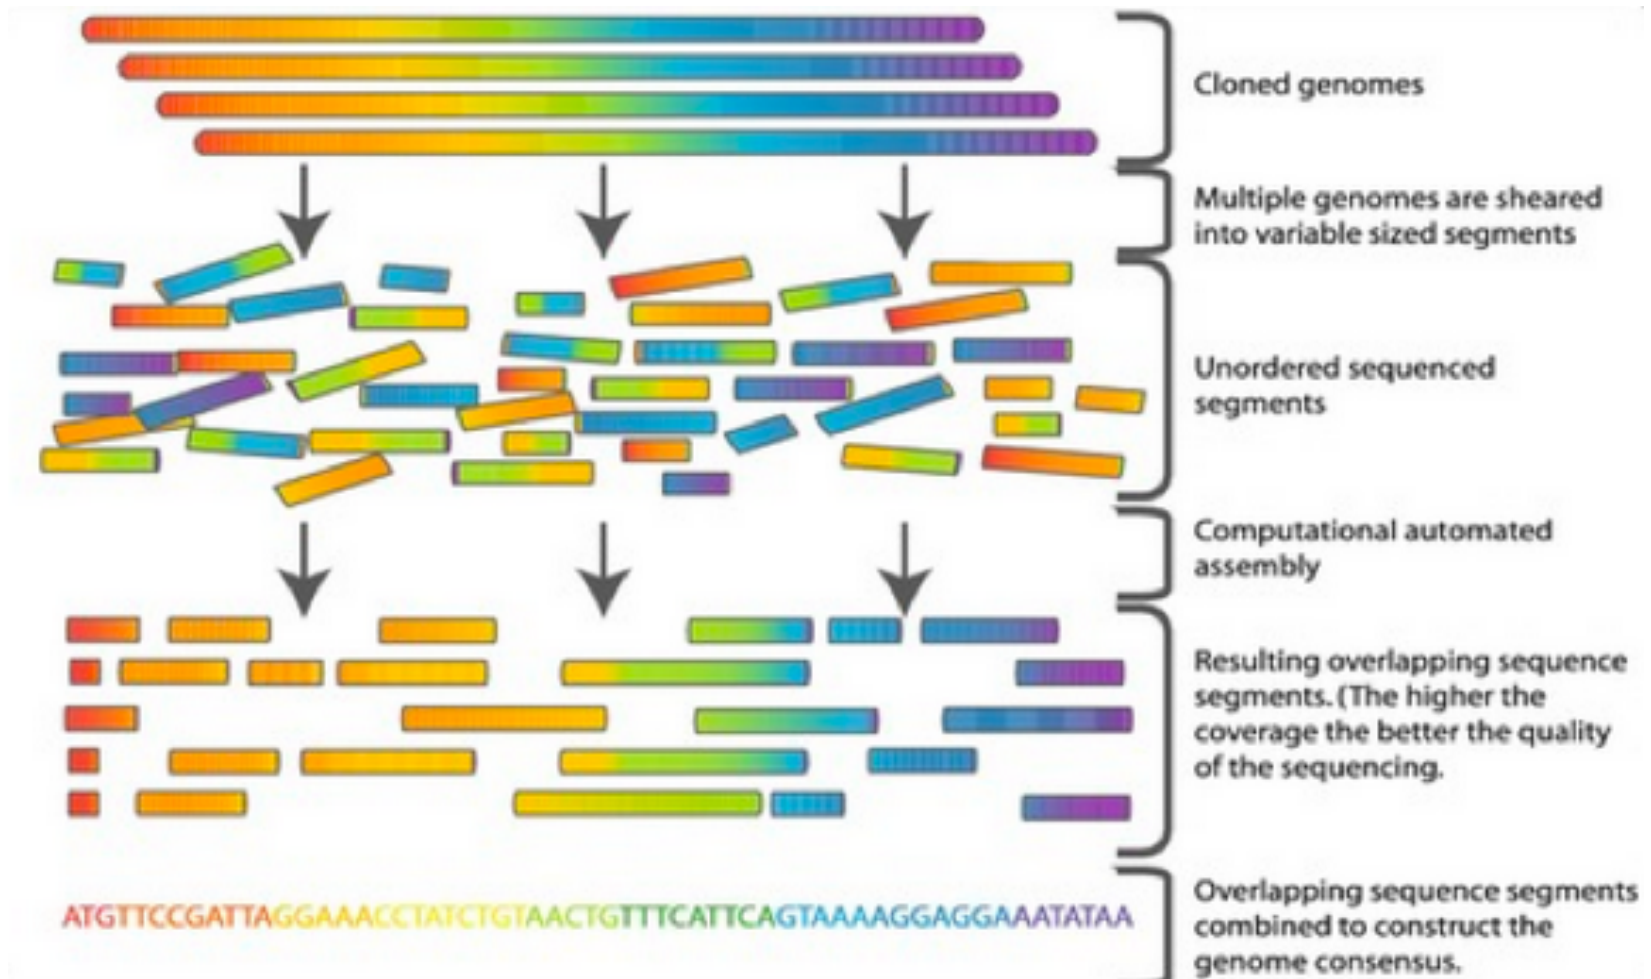 Cloned genomes
Multiple genomes are sheared
into variable sized segments
Unordered sequenced
segments
Computational automated
assembly
Resulting overlapping sequence
segments. (The higher the
coverage the better the quality
of the sequencing.
ATGTTCCGATTAGGAAACCTATCTGTAACTGTTTCATTCAGTAAAAGGAGGAAATATAA
Overlapping sequence segments
combined to construct the
genome consensus.